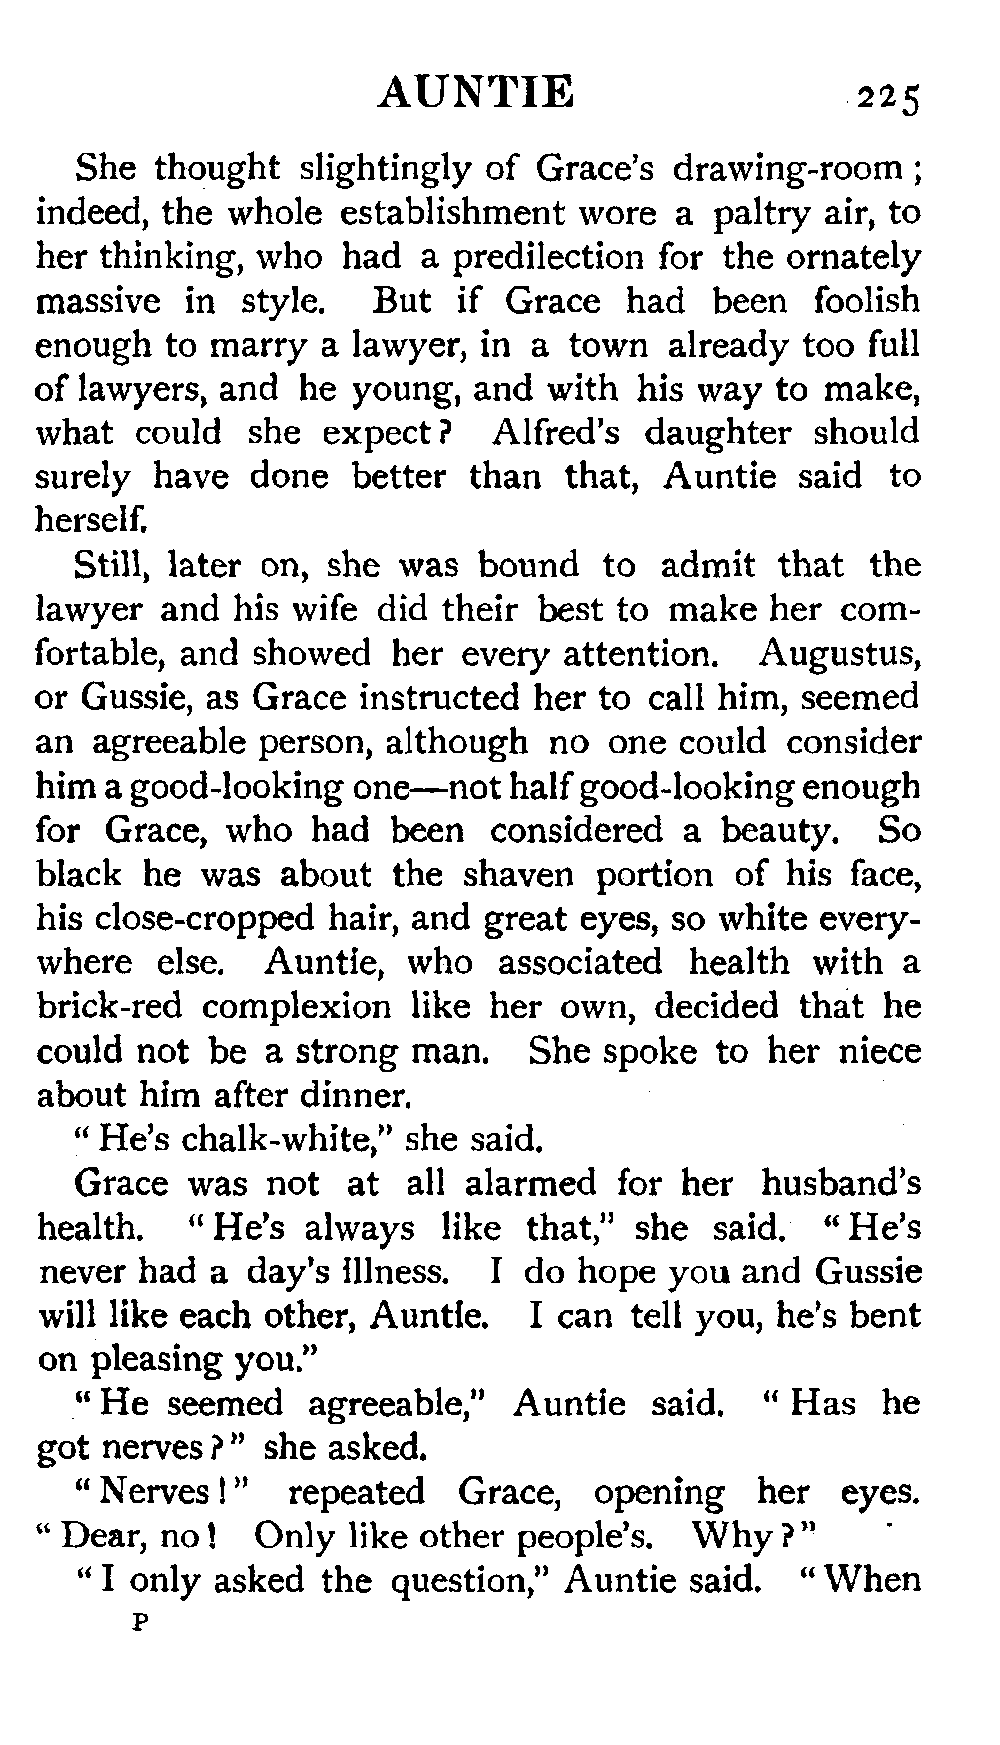 AUNTIE 225
She thought slightingly of Grace's drawing-room ;
indeed, the whole establishment wore a paltry air, to
her thinking, who had a predilection for the ornately
massive in style. But if Grace had been foolish
enough to marry a lawyer, in a town already too full
of lawyers, and he young, and with his way to make,
what could she expect ? Alfred's daughter should
surely have done better than that, Auntie said to
herself.
Still, later on, she was bound to admit that the
lawyer and his wife did their best to make her com-
fortable, and showed her every attention. Augustus,
or Gussie, as Grace instructed her to call him, seemed
an agreeable person, although no one could consider
him a good-looking one—not half good-looking enough
for Grace, who had been considered a beauty. So
black he was about the shaven portion of his face,
his close-cropped hair, and great eyes, so white every-
where else. Auntie, who associated health with a
brick-red complexion like her own, decided that he
could not be a strong man. She spoke to her niece
about him after dinner.
" He's chalk-white," she said.
Grace was not at all alarmed for her husband's
health. " He's always like that," she said. " He's
never had a day's illness. I do hope you and Gussie
will like each other, Auntie. I can tell you, he's bent
on pleasing you."
" He seemed agreeable," Auntie said. " Has he
got nerves ? " she asked.
" Nerves ! " repeated Grace, opening her eyes.
" Dear, no ! Only like other people's. Why ? "
" I only asked the question," Auntie said. " When
P